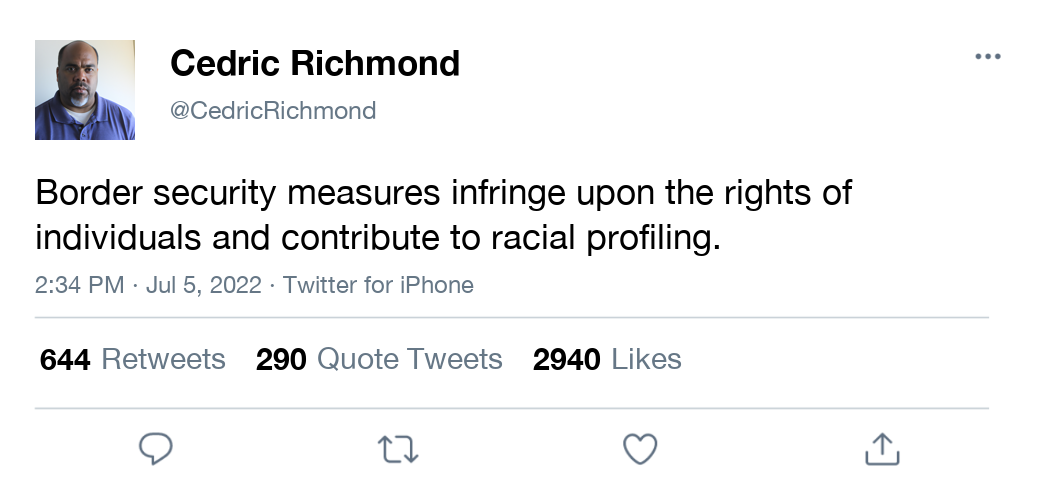 Cedric Richmond
@CedricRichmond
Border security measures infringe upon the rights of
individuals and contribute to racial profiling.
2:34 PM · Jul 5, 2022 · Twitter for iPhone
644 Retweets 290 Quote Tweets 2940 Likes